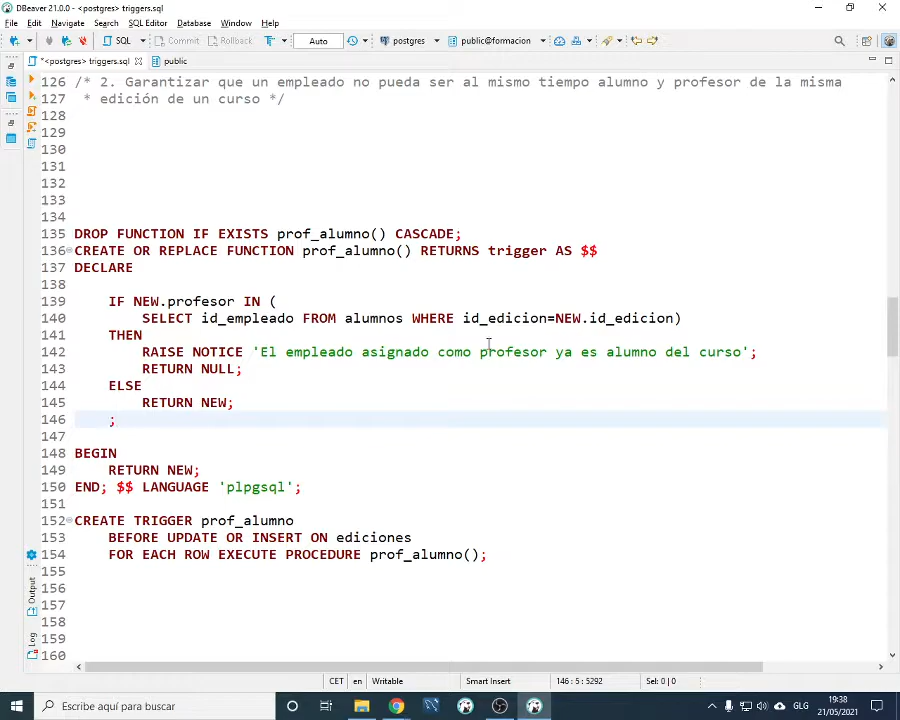 DBeaver 21.0.0 - <postgres> triggers.sql
File Edit Navigate Search SQL Editor Database Window Help
SQL Commit Rollback Auto postgres public@formacion
*<postgres> triggers.sql public
126 /* 2. Garantizar que un empleado no pueda ser al mismo tiempo alumno y profesor de la misma
127 * edición de un curso */
128
129
130
131
132
133
134
135 DROP FUNCTION IF EXISTS prof_alumno() CASCADE;
136 CREATE OR REPLACE FUNCTION prof_alumno() RETURNS trigger AS $$
137 DECLARE
138
139 IF NEW.profesor IN (
140 SELECT id_empleado FROM alumnos WHERE id_edicion=NEW.id_edicion)
141 THEN
142 RAISE NOTICE 'El empleado asignado como profesor ya es alumno del curso';
143 RETURN NULL;
144 ELSE
145 RETURN NEW;
146 ;
147
148 BEGIN
149 RETURN NEW;
150 END; $$ LANGUAGE 'plpgsql';
151
152 CREATE TRIGGER prof_alumno
153 BEFORE UPDATE OR INSERT ON ediciones
154 FOR EACH ROW EXECUTE PROCEDURE prof_alumno();
155
156
157
158
159
160
Output
Log
CET en Writable Smart Insert 146 : 5 : 5292 Sel: 0 | 0
Escribe aquí para buscar
GLG
19:38
21/05/2021